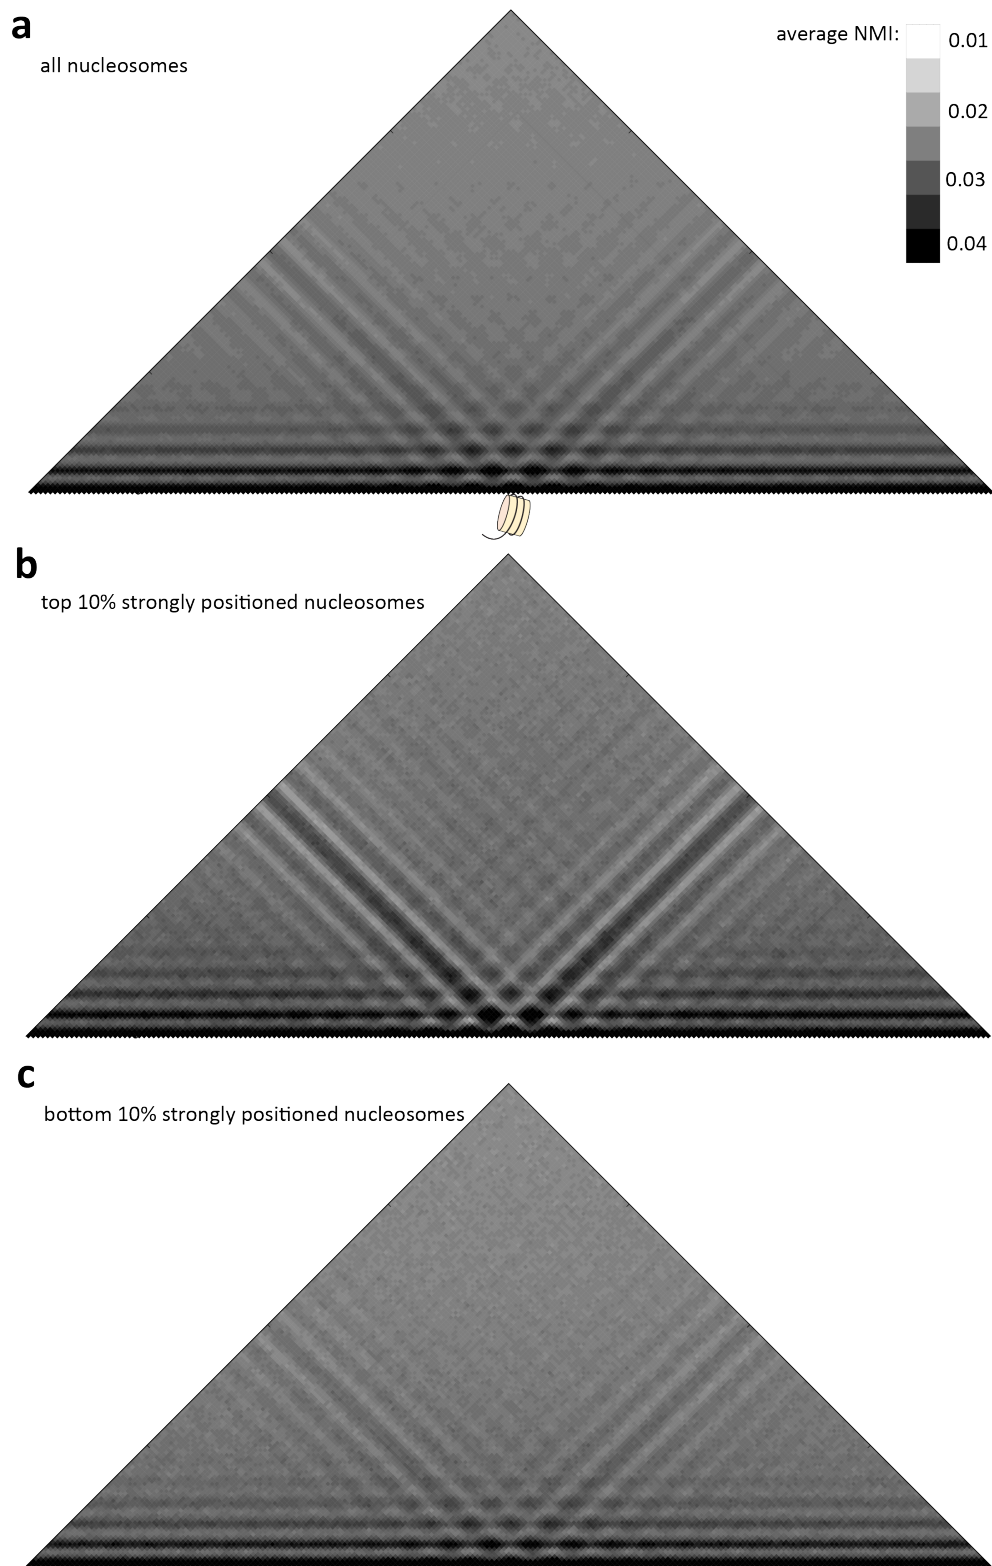 a
all nucleosomes
average NMI:
0.01
0.02
0.03
0.04
b
top 10% strongly positioned nucleosomes
c
bottom 10% strongly positioned nucleosomes